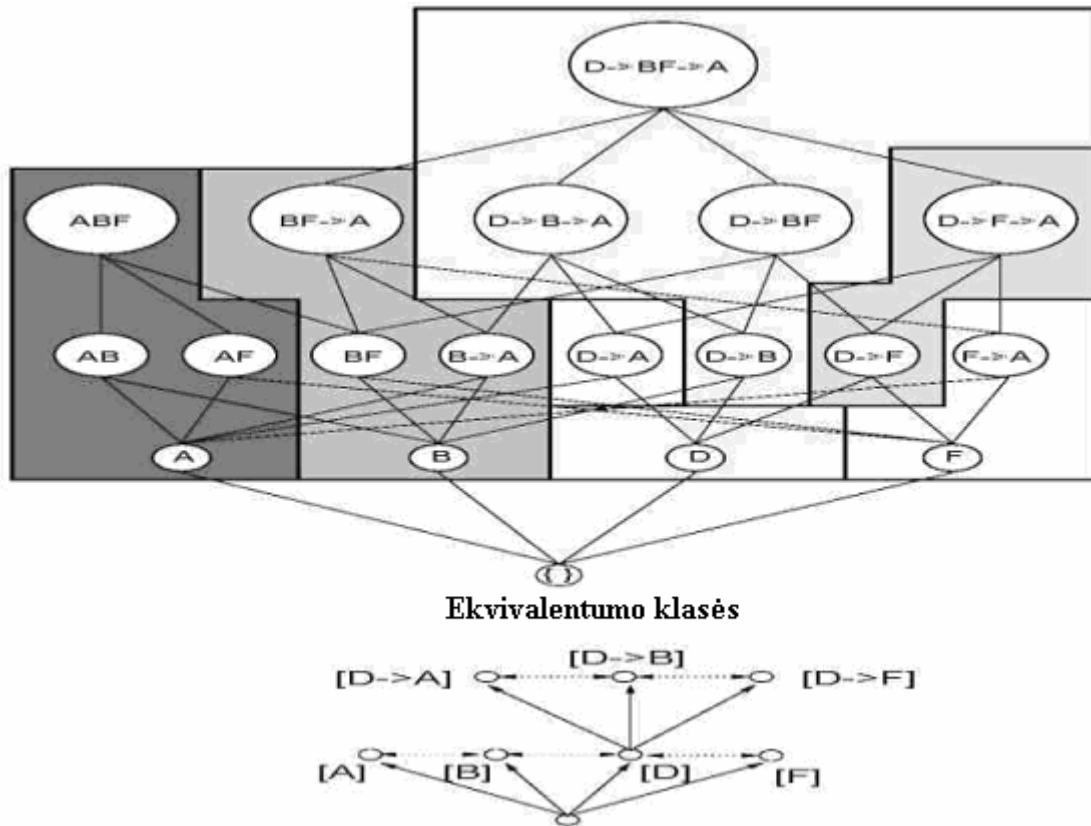 D->BF->A
ABF BF->A D->B->A D->BF D->F->A
AB AF BF B->A D->A D->B D->F F->A
A B D F
{ }
Ekvivalentumo klasės
[D->A] [D->B] [D->F]
[A] [B] [D] [F]